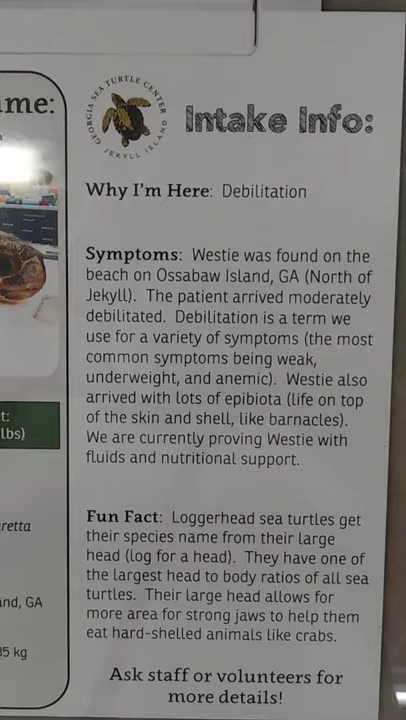 ame:
GEORGIA SEA TURTLE CENTER
JEKYLL ISLAND
Intake Info:
Why I'm Here: Debilitation
Symptoms: Westie was found on the
beach on Ossabaw Island, GA (North of
Jekyll). The patient arrived moderately
debilitated. Debilitation is a term we
use for a variety of symptoms (the most
common symptoms being weak,
underweight, and anemic). Westie also
arrived with lots of epibiota (life on top
of the skin and shell, like barnacles).
We are currently proving Westie with
fluids and nutritional support.
t:
lbs)
retta
and, GA
35 kg
Fun Fact: Loggerhead sea turtles get
their species name from their large
head (log for a head). They have one of
the largest head to body ratios of all sea
turtles. Their large head allows for
more area for strong jaws to help them
eat hard-shelled animals like crabs.
Ask staff or volunteers for
more details!